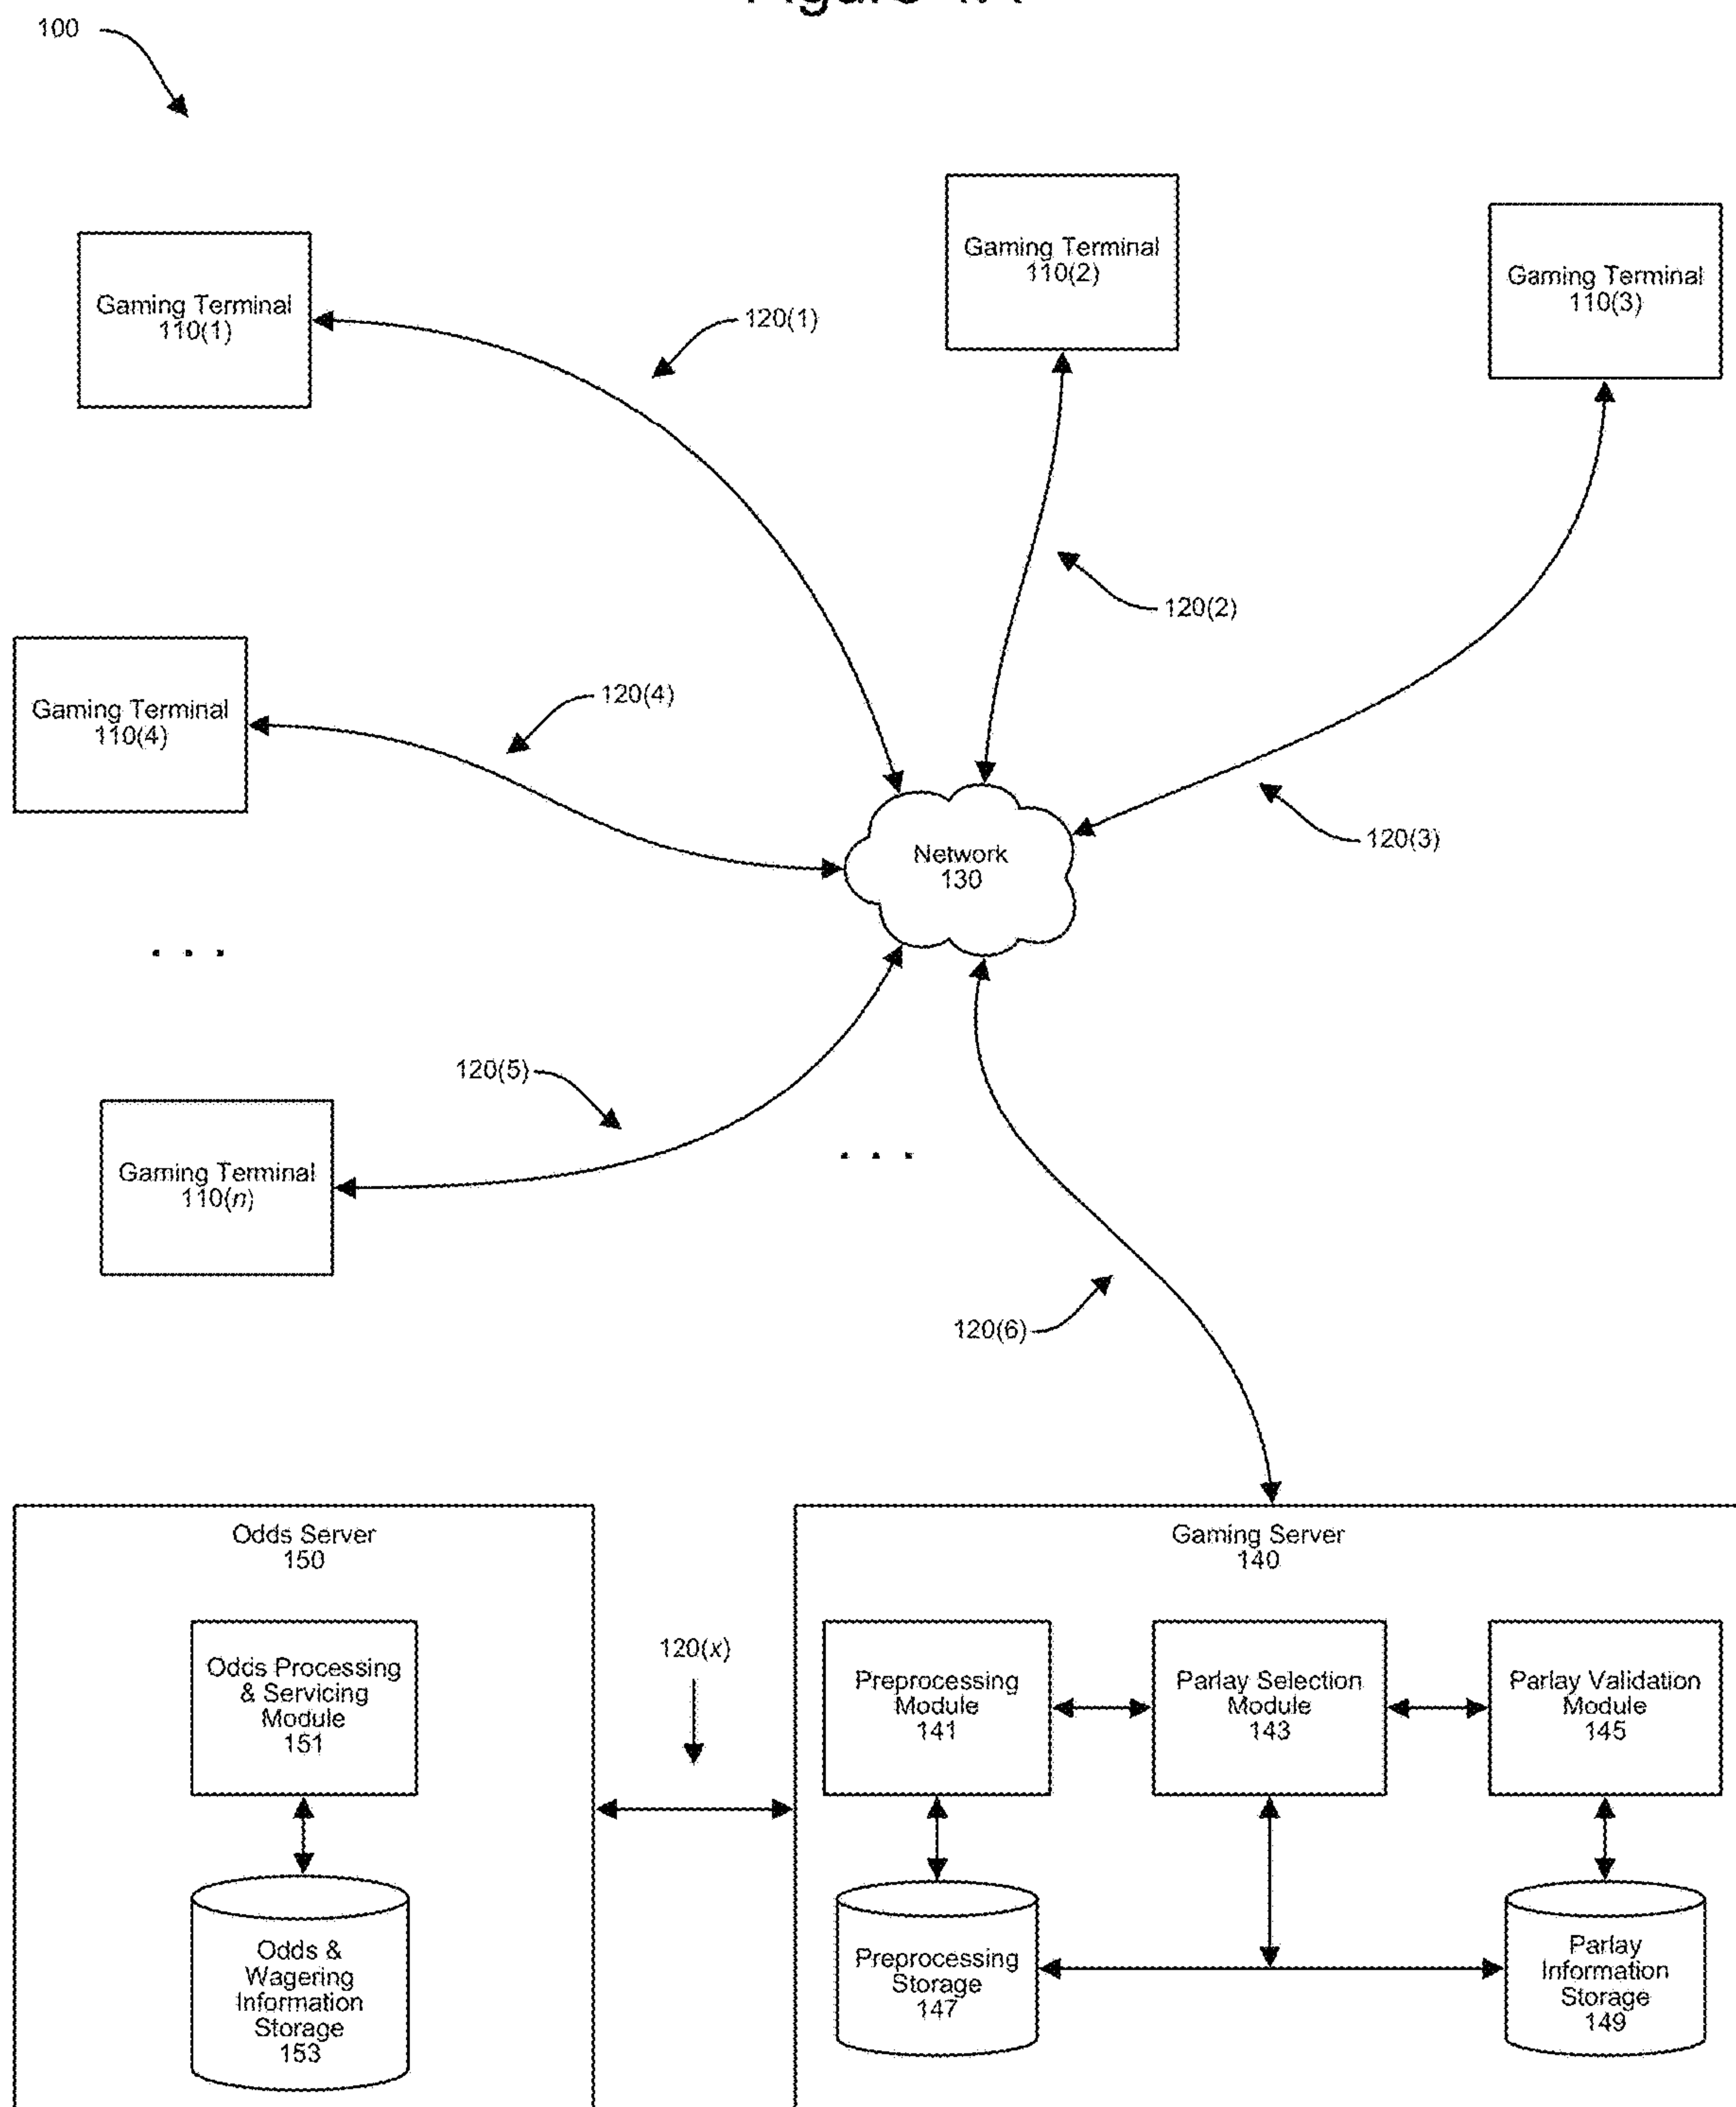 100
Gaming Terminal
110(1)
Gaming Terminal
110(2)
Gaming Terminal
110(3)
120(1)
120(2)
Gaming Terminal
110(4)
120(4)
120(3)
Network
130
. . .
120(5)
Gaming Terminal
110(n)
. . .
120(6)
Odds Server
150
Odds Processing
& Servicing
Module
151
Odds &
Wagering
Information
Storage
153
120(x)
Gaming Server
140
Preprocessing
Module
141
Parlay Selection
Module
143
Parlay Validation
Module
145
Preprocessing
Storage
147
Parlay
Information
Storage
149